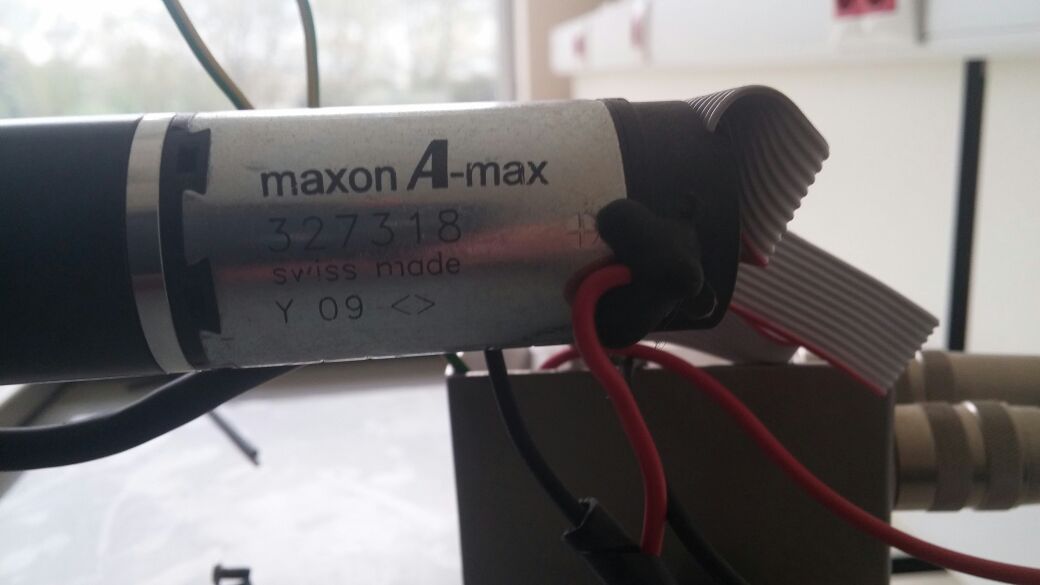 maxon A-max
327318
swiss made
Y 09 <>
+